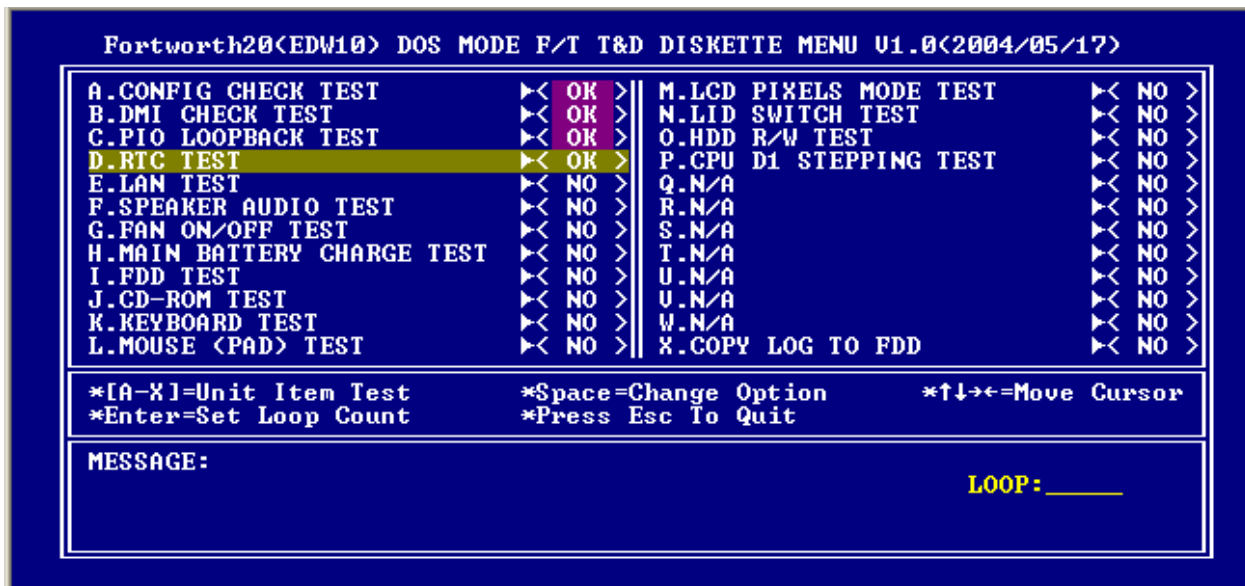 Fortworth20(EDW10) DOS MODE F/T T&D DISKETTE MENU V1.0(2004/05/17)
A.CONFIG CHECK TEST ►< OK >
B.DMI CHECK TEST ►< OK >
C.PIO LOOPBACK TEST ►< OK >
D.RTC TEST ►< OK >
E.LAN TEST ►< NO >
F.SPEAKER AUDIO TEST ►< NO >
G.FAN ON/OFF TEST ►< NO >
H.MAIN BATTERY CHARGE TEST ►< NO >
I.FDD TEST ►< NO >
J.CD-ROM TEST ►< NO >
K.KEYBOARD TEST ►< NO >
L.MOUSE (PAD) TEST ►< NO >
M.LCD PIXELS MODE TEST ►< NO >
N.LID SWITCH TEST ►< NO >
O.HDD R/W TEST ►< NO >
P.CPU D1 STEPPING TEST ►< NO >
Q.N/A ►< NO >
R.N/A ►< NO >
S.N/A ►< NO >
T.N/A ►< NO >
U.N/A ►< NO >
V.N/A ►< NO >
W.N/A ►< NO >
X.COPY LOG TO FDD ►< NO >
*[A-X]=Unit Item Test *Space=Change Option *↑↓→←=Move Cursor
*Enter=Set Loop Count *Press Esc To Quit
MESSAGE:
LOOP:______